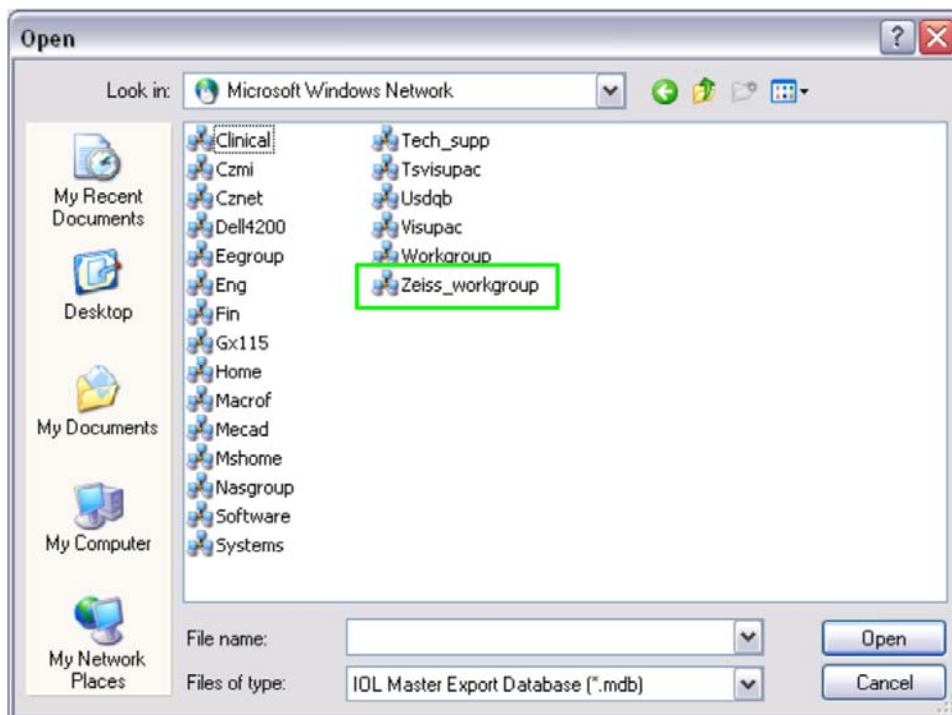 Open
Look in:
Microsoft Windows Network
My Recent
Documents
Desktop
My Documents
My Computer
My Network
Places
Clinical
Czmi
Cznet
Dell4200
Eegroup
Eng
Fin
Gx115
Home
Macrof
Mecad
Mshome
Nasgroup
Software
Systems
Tech_supp
Tsvisupac
Usdqb
Visupac
Workgroup
Zeiss_workgroup
File name:
Open
Files of type:
IOL Master Export Database (*.mdb)
Cancel